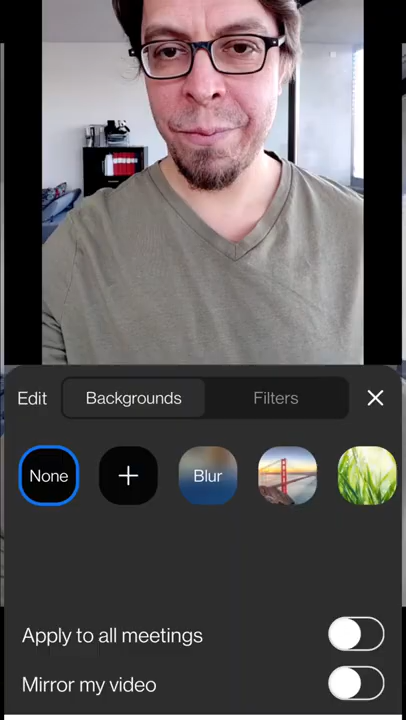 Edit
Backgrounds
Filters
None
Blur
Apply to all meetings
Mirror my video